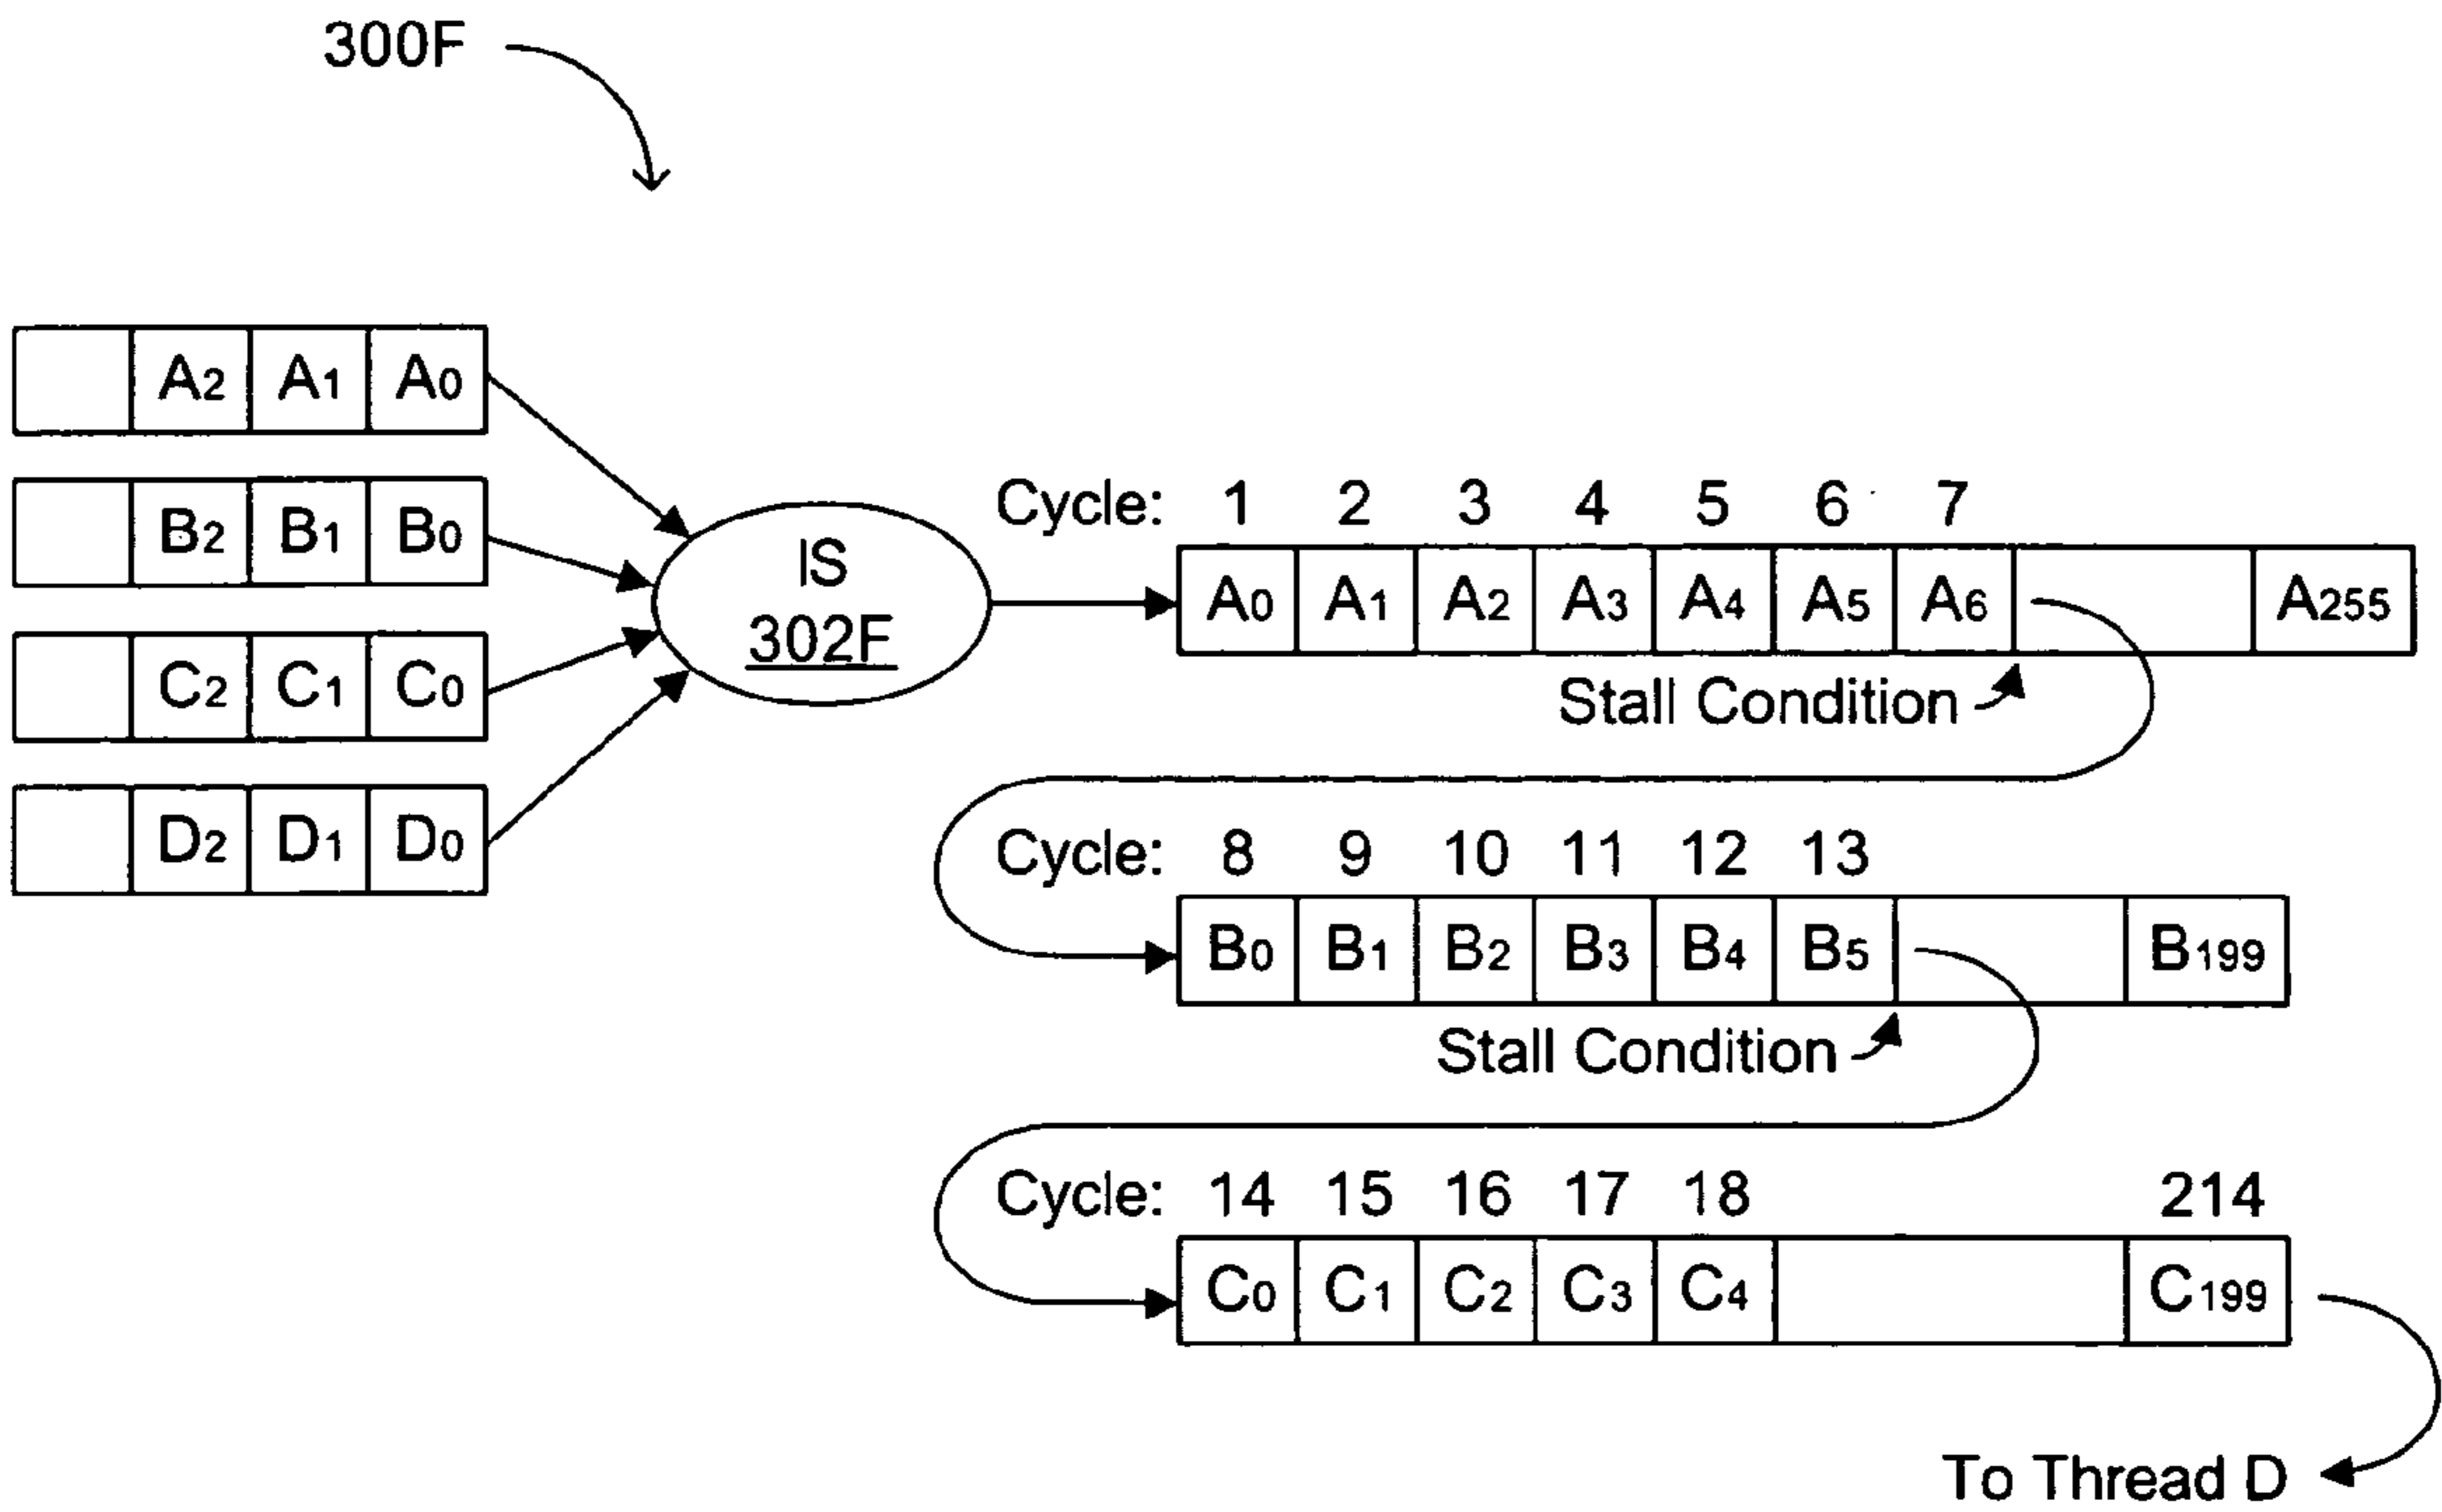 300F
A2 A1 A0
B2 B1 B0
C2 C1 C0
D2 D1 D0
IS
302F
Cycle: 1 2 3 4 5 6 7
A0 A1 A2 A3 A4 A5 A6 A255
Stall Condition
Cycle: 8 9 10 11 12 13
B0 B1 B2 B3 B4 B5 B199
Stall Condition
Cycle: 14 15 16 17 18 214
C0 C1 C2 C3 C4 C199
To Thread D